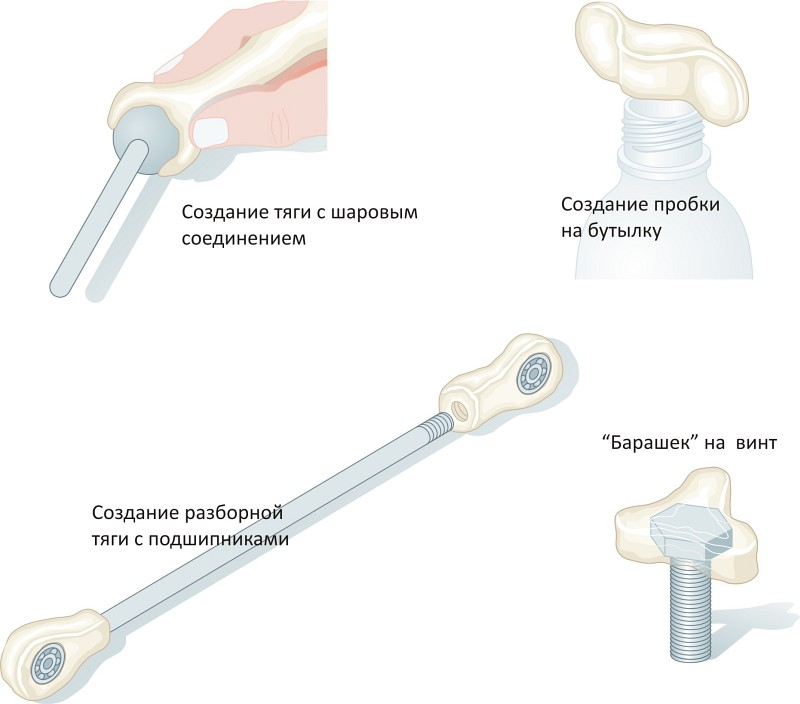 Создание тяги с шаровым
соединением
Создание пробки
на бутылку
“Барашек” на винт
Создание разборной
тяги с подшипниками